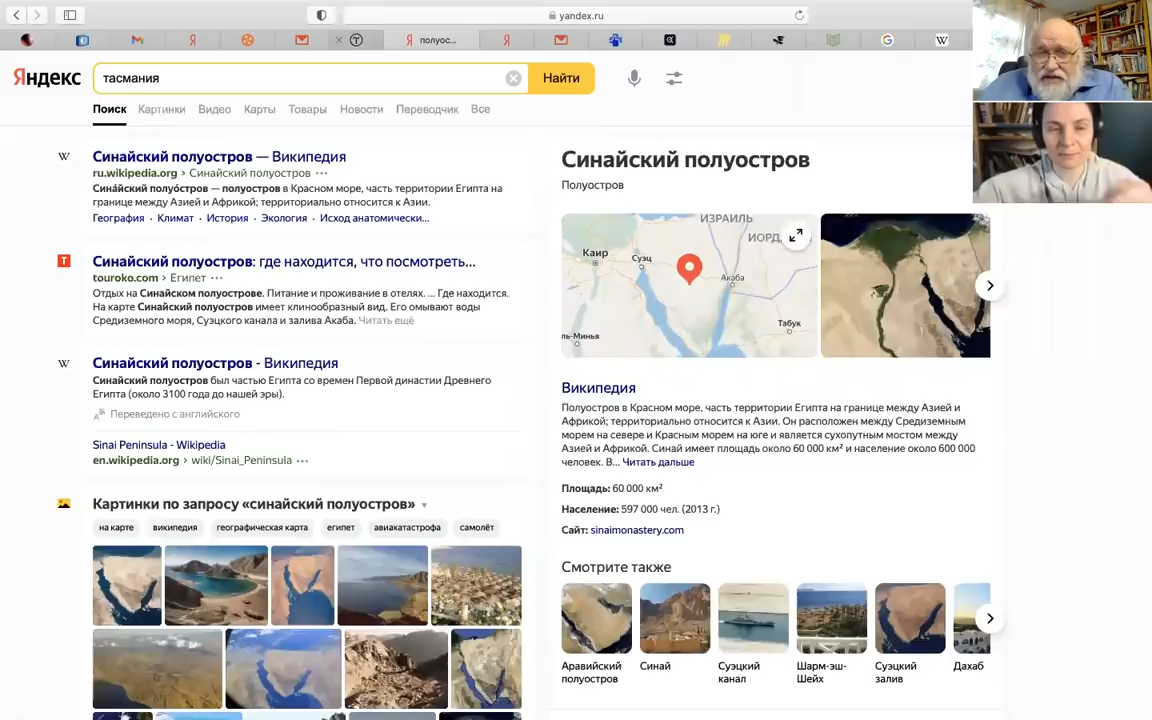 yandex.ru
полуос...
Яндекс
тасмания
Найти
Поиск Картинки Видео Карты Товары Новости Переводчик Все
Синайский полуостров — Википедия
ru.wikipedia.org › Синайский полуостров ···
Сина́йский полуо́стров — полуостров в Красном море, часть территории Египта на
границе между Азией и Африкой; территориально относится к Азии.
География · Климат · История · Экология · Исход анатомически...
Синайский полуостров: где находится, что посмотреть...
touroko.com › Египет ···
Отдых на Синайском полуострове. Питание и проживание в отелях. ... Где находится.
На карте Синайский полуостров имеет клинообразный вид. Его омывают воды
Средиземного моря, Суэцкого канала и залива Акаба. Читать ещё
Синайский полуостров - Википедия
Синайский полуостров был частью Египта со времен Первой династии Древнего
Египта (около 3100 года до нашей эры).
Переведено с английского
Sinai Peninsula - Wikipedia
en.wikipedia.org › wiki/Sinai_Peninsula ···
Картинки по запросу «синайский полуостров»
на карте википедия географическая карта египет авиакатастрофа самолёт
Синайский полуостров
Полуостров
ИЗРАИЛЬ
ИОРД
Каир
Суэц
Акаба
Табук
ль-Минья
Википедия
Полуостров в Красном море, часть территории Египта на границе между Азией и
Африкой; территориально относится к Азии. Он расположен между Средиземным
морем на севере и Красным морем на юге и является сухопутным мостом между
Азией и Африкой. Синай имеет площадь около 60 000 км² и население около 600 000
человек. В... Читать дальше
Площадь: 60 000 км²
Население: 597 000 чел. (2013 г.)
Сайт: sinaimonastery.com
Смотрите также
Аравийский полуостров
Синай
Суэцкий канал
Шарм-эш-Шейх
Суэцкий залив
Дахаб